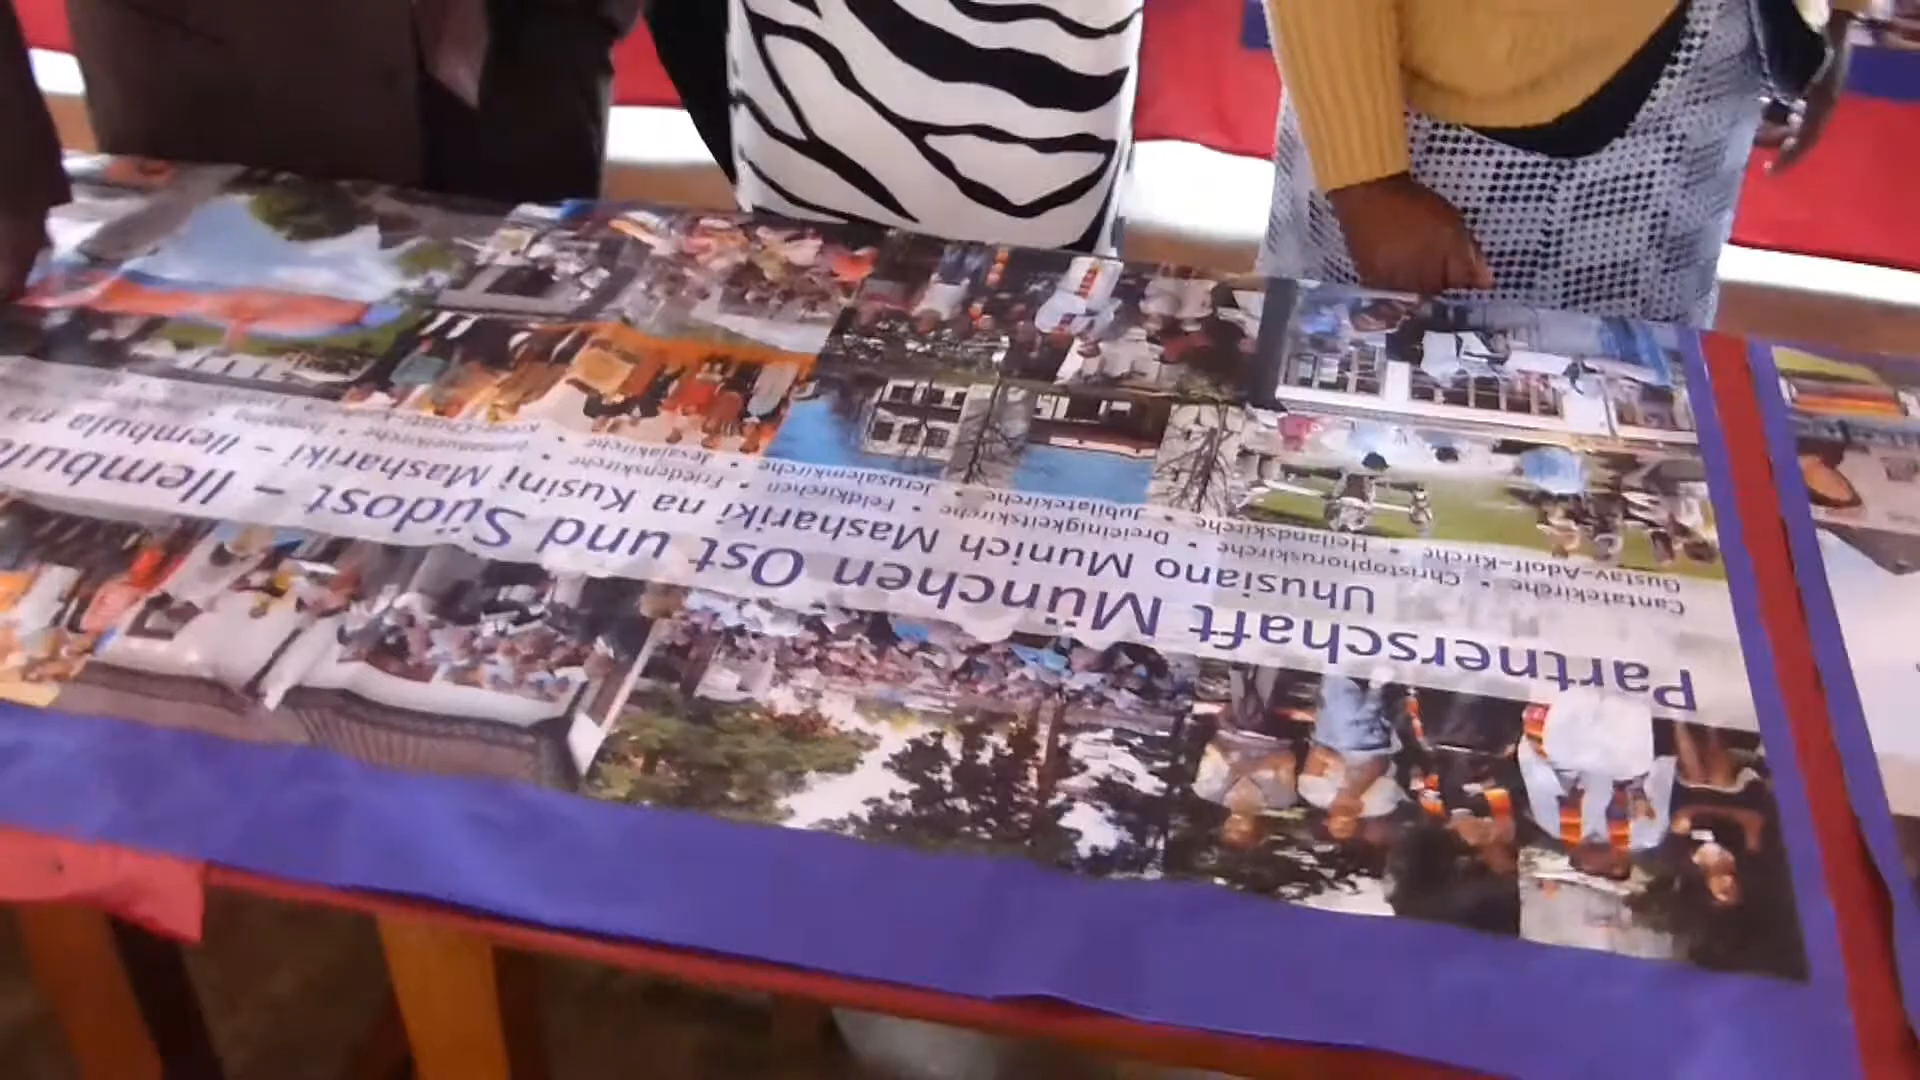 Partnerschaft München Ost und Südost – Ilembula
Uhusiano Munich Mashariki na Kusini Mashariki – Ilembula na
Cantatekirche • Christophoruskirche • Dreieinigkeitskirche • Feldkirchen • Friedenskirche
Gustav-Adolf-Kirche • Heilandskirche • Jubilatekirche • Jerusalemkirche • Jesajakirche